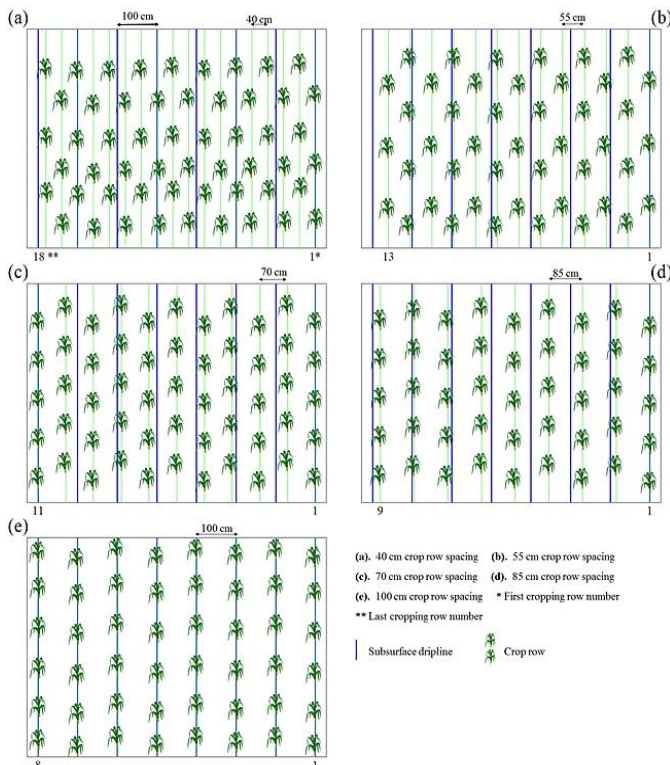 (a)
100 cm
40 cm
55 cm
(b)
18 **
1*
13
1
(c)
70 cm
85 cm
(d)
11
1
9
1
(e)
100 cm
(a). 40 cm crop row spacing
(b). 55 cm crop row spacing
(c). 70 cm crop row spacing
(d). 85 cm crop row spacing
(e). 100 cm crop row spacing
* First cropping row number
** Last cropping row number
Subsurface dripline
Crop row
8
1